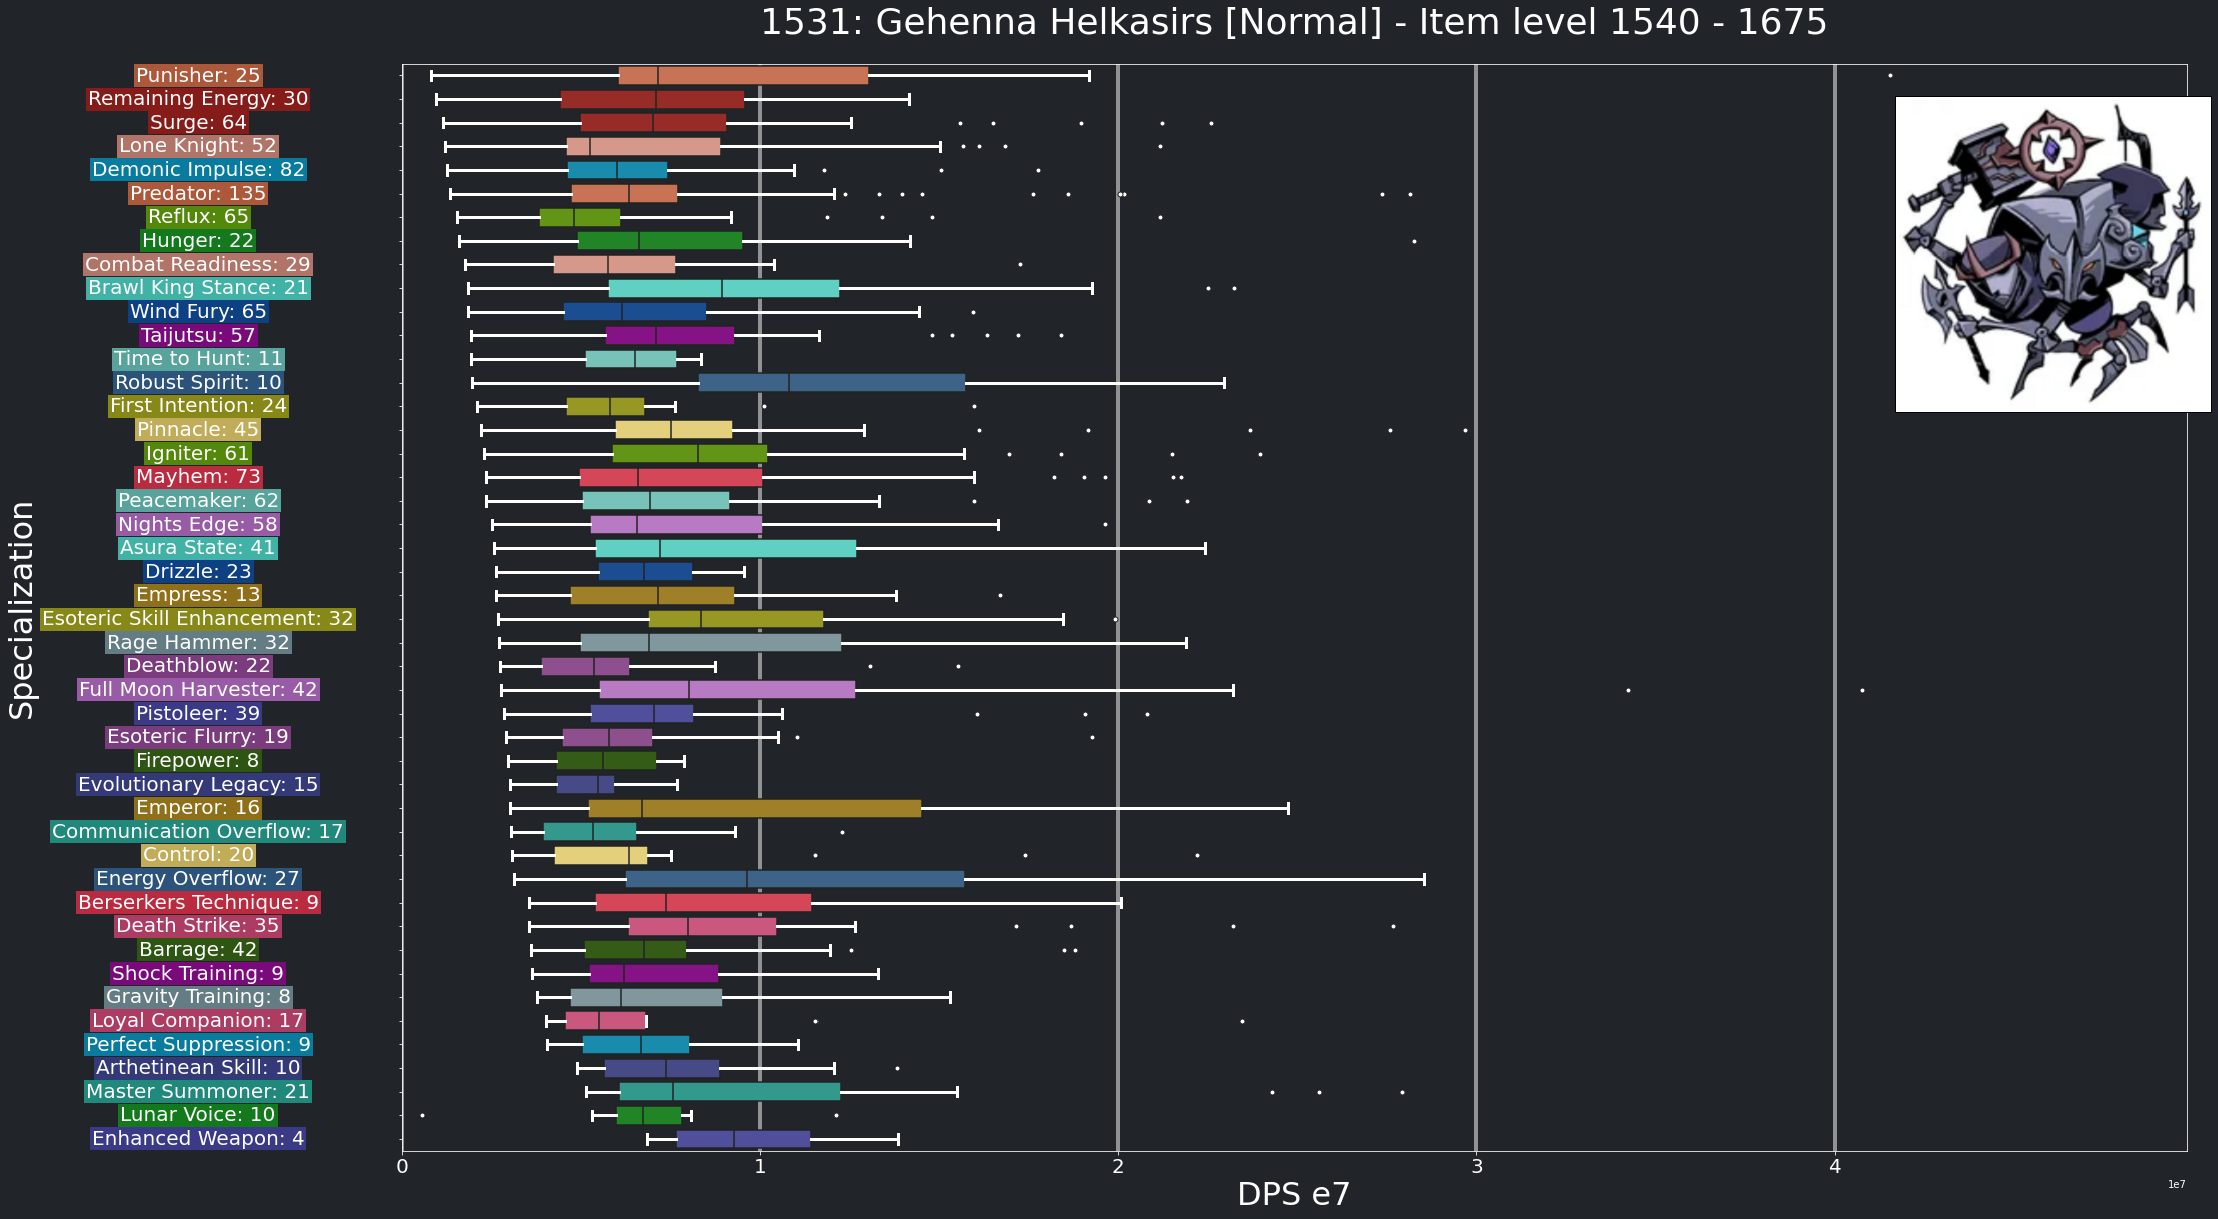 1531: Gehenna Helkasirs [Normal] - Item level 1540 - 1675
Punisher: 25
Remaining Energy: 30
Surge: 64
Lone Knight: 52
Demonic Impulse: 82
Predator: 135
Reflux: 65
Hunger: 22
Combat Readiness: 29
Brawl King Stance: 21
Wind Fury: 65
Taijutsu: 57
Time to Hunt: 11
Robust Spirit: 10
First Intention: 24
Pinnacle: 45
Igniter: 61
Mayhem: 73
Peacemaker: 62
Nights Edge: 58
Asura State: 41
Drizzle: 23
Empress: 13
Esoteric Skill Enhancement: 32
Rage Hammer: 32
Deathblow: 22
Full Moon Harvester: 42
Pistoleer: 39
Esoteric Flurry: 19
Firepower: 8
Evolutionary Legacy: 15
Emperor: 16
Communication Overflow: 17
Control: 20
Energy Overflow: 27
Berserkers Technique: 9
Death Strike: 35
Barrage: 42
Shock Training: 9
Gravity Training: 8
Loyal Companion: 17
Perfect Suppression: 9
Arthetinean Skill: 10
Master Summoner: 21
Lunar Voice: 10
Enhanced Weapon: 4
Specialization
0 1 2 3 4
1e7
DPS e7